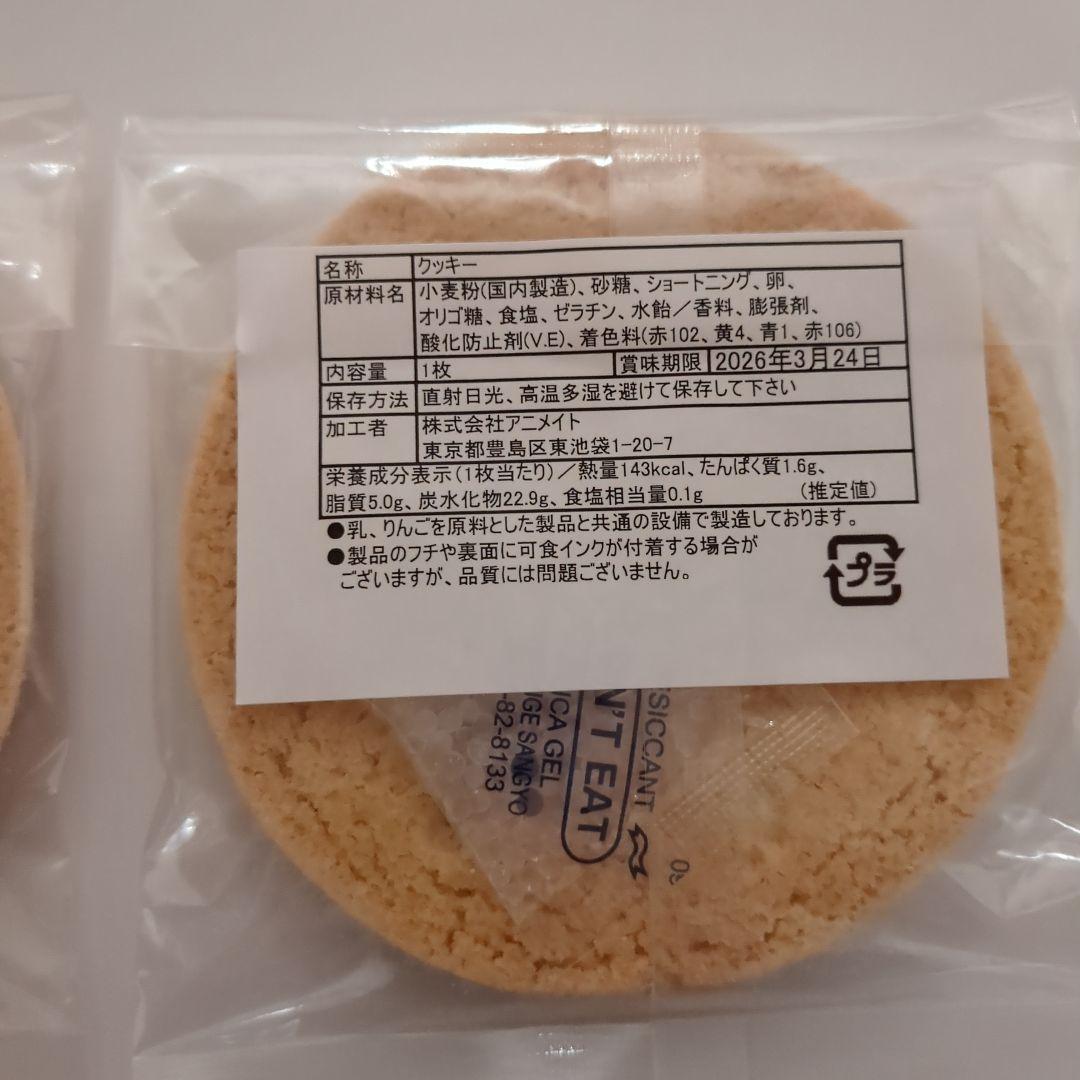 名称 クッキー
原材料名 小麦粉(国内製造)、砂糖、ショートニング、卵、
オリゴ糖、食塩、ゼラチン、水飴／香料、膨張剤、
酸化防止剤(V.E)、着色料(赤102、黄4、青1、赤106)
内容量 1枚 賞味期限 2026年3月24日
保存方法 直射日光、高温多湿を避けて保存して下さい
加工者 株式会社アニメイト
東京都豊島区東池袋1-20-7
栄養成分表示(1枚当たり)／熱量143kcal、たんぱく質1.6g、
脂質5.0g、炭水化物22.9g、食塩相当量0.1g (推定値)
●乳、りんごを原料とした製品と共通の設備で製造しております。
●製品のフチや裏面に可食インクが付着する場合が
ございますが、品質には問題ございません。
プラ
SICCANT
N'T EAT
ICA GEL
GE SANGYO
-82-8133